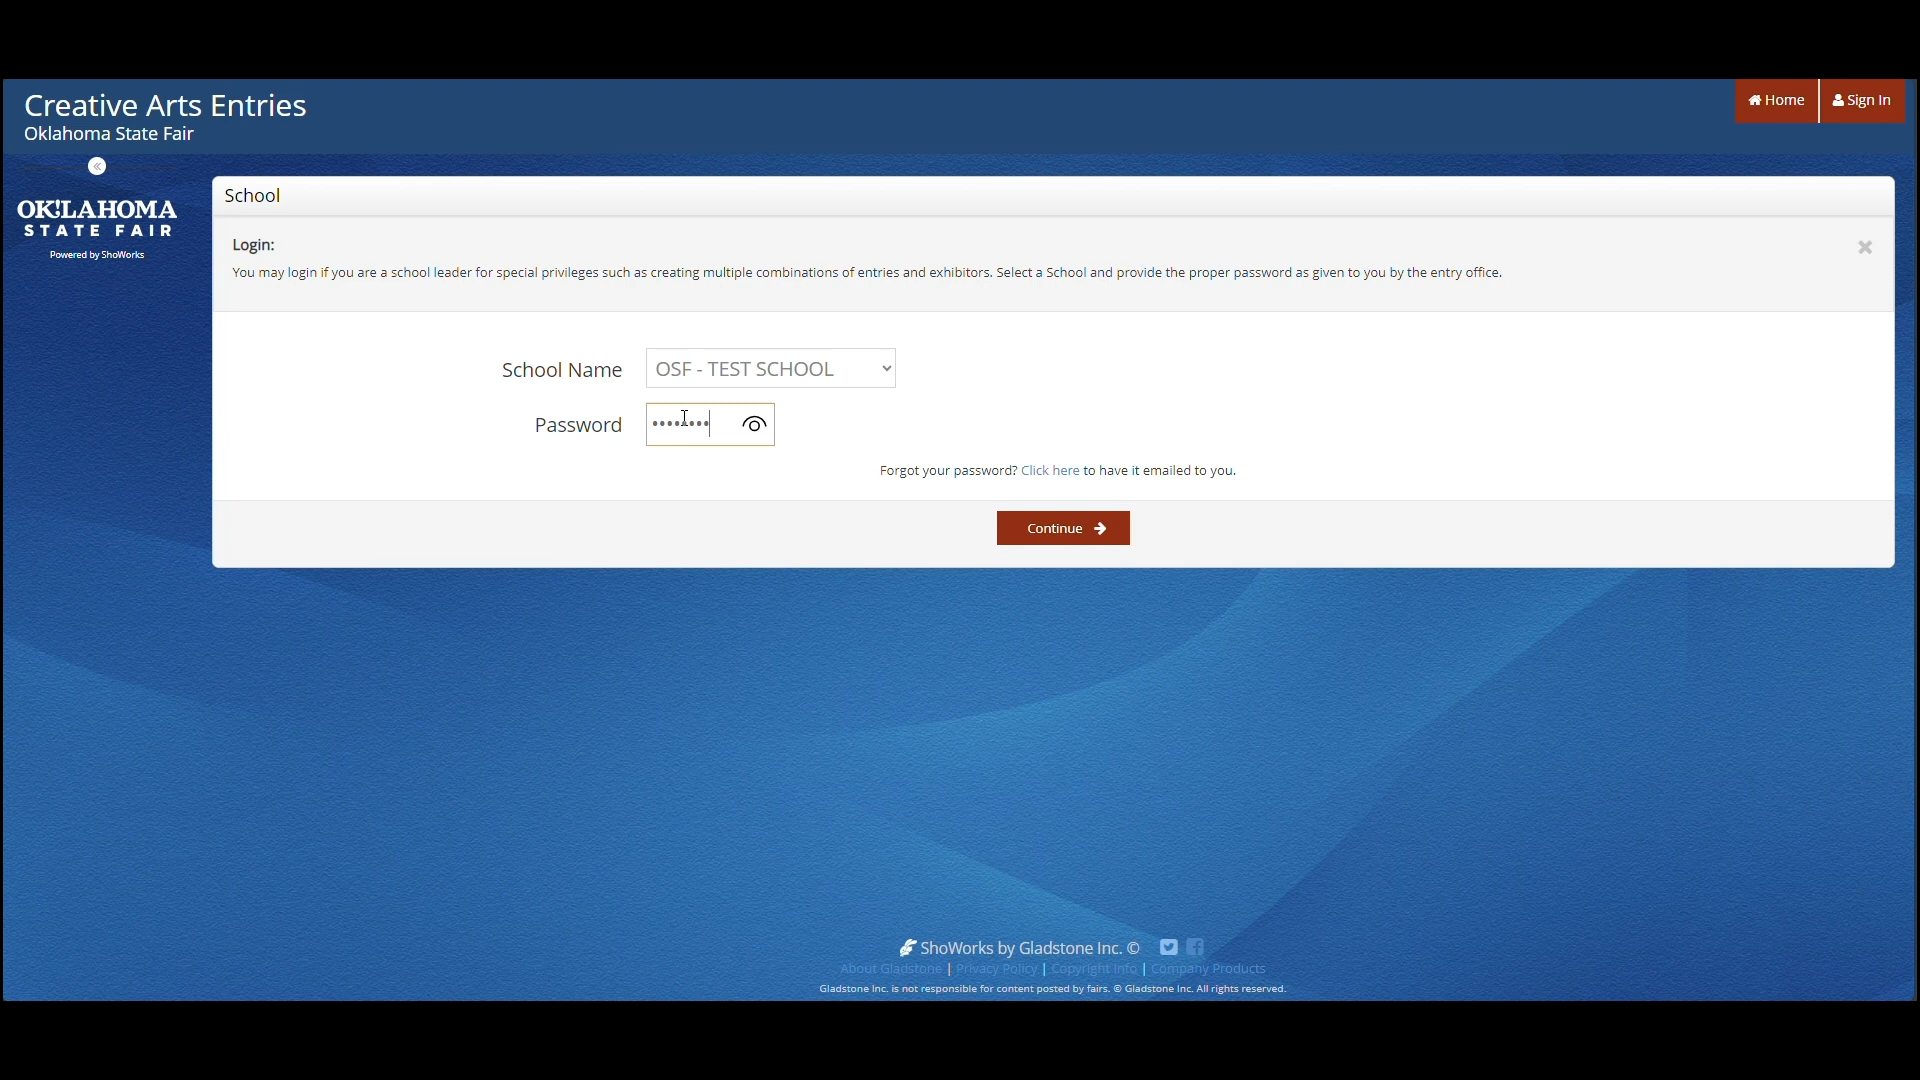 Creative Arts Entries
Oklahoma State Fair
Home
Sign In
OK!LAHOMA
STATE FAIR
Powered by ShoWorks
School
Login:
You may login if you are a school leader for special privileges such as creating multiple combinations of entries and exhibitors. Select a School and provide the proper password as given to you by the entry office.
School Name
OSF - TEST SCHOOL
Password
Forgot your password? Click here to have it emailed to you.
Continue
ShoWorks by Gladstone Inc. ©
About Gladstone | Privacy Policy | Copyright Info | Company Products
Gladstone Inc. is not responsible for content posted by fairs. © Gladstone Inc. All rights reserved.